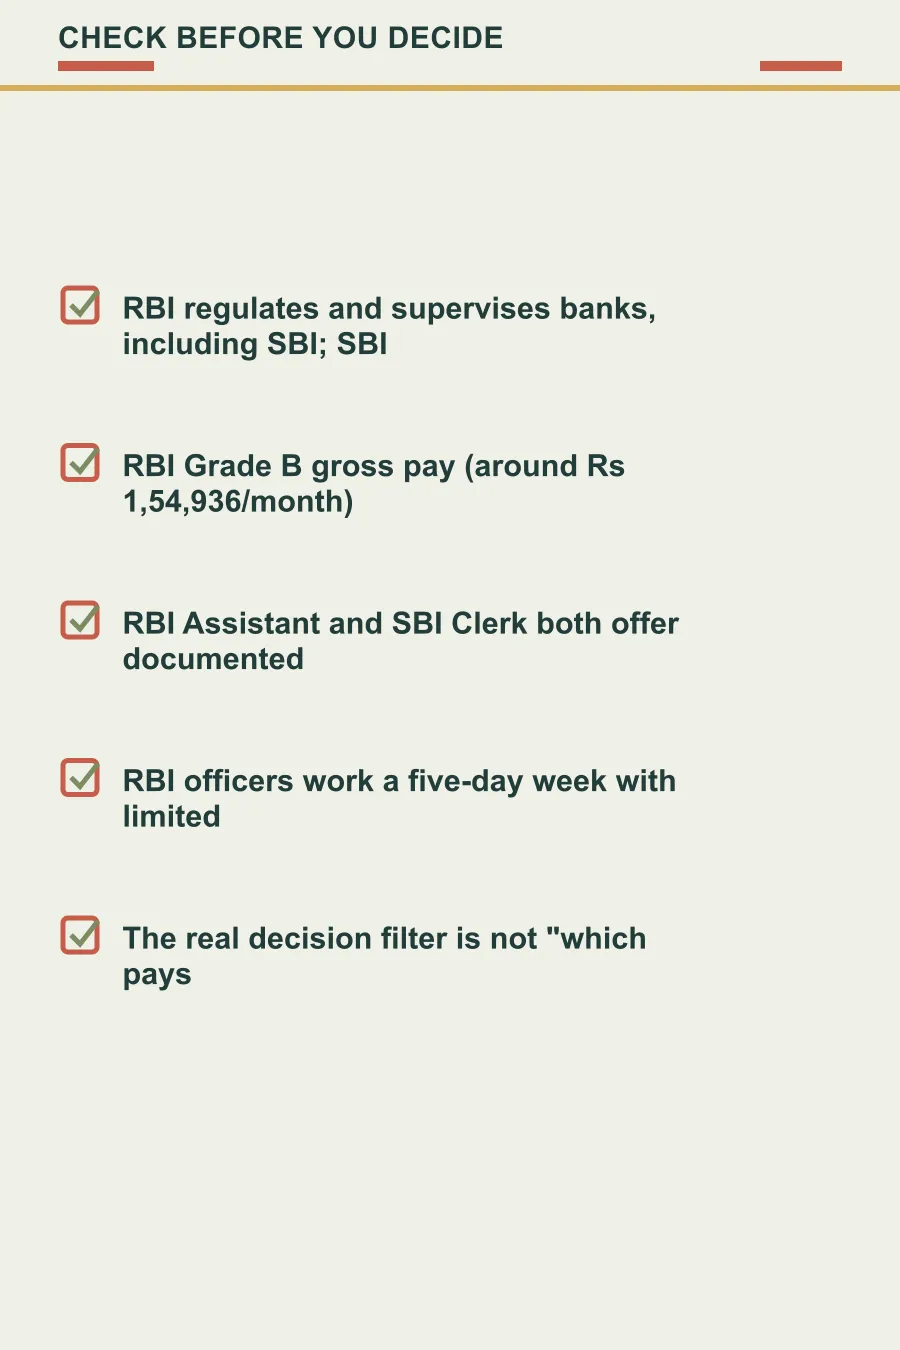 CHECK BEFORE YOU DECIDE
RBI regulates and supervises banks,
including SBI; SBI
RBI Grade B gross pay (around Rs
1,54,936/month)
RBI Assistant and SBI Clerk both offer
documented
RBI officers work a five-day week with
limited
The real decision filter is not "which
pays